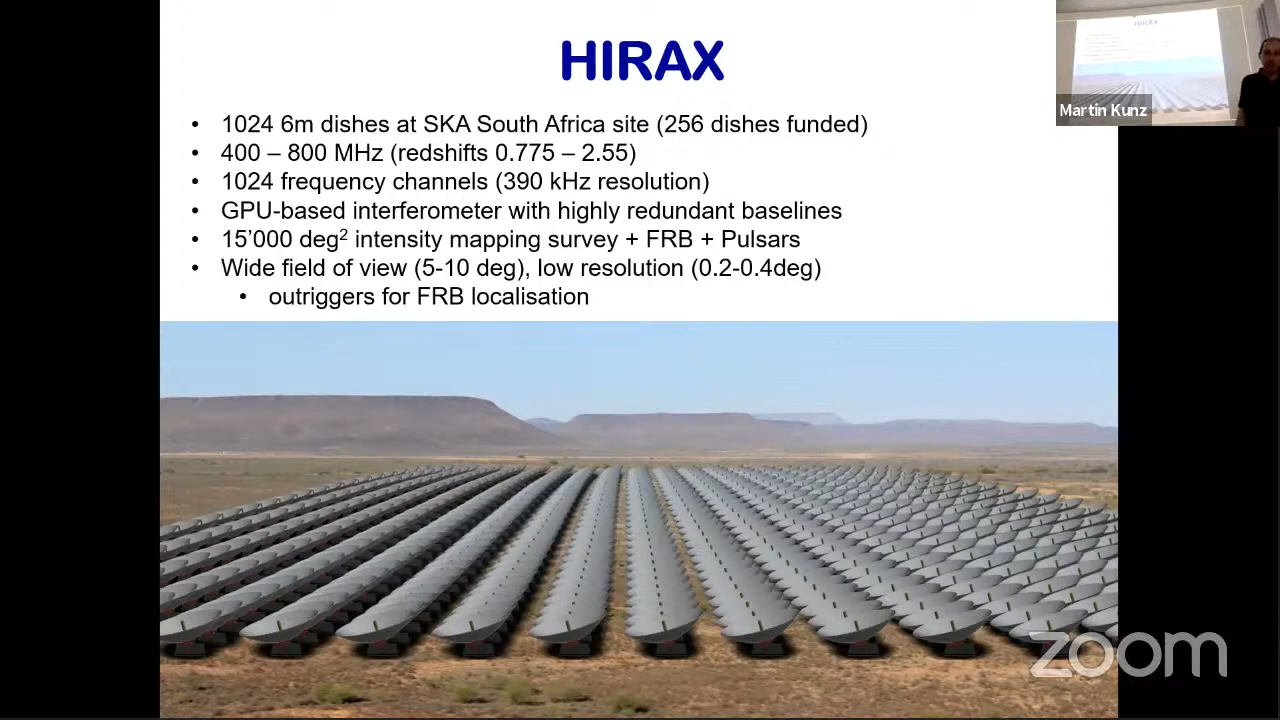 HIRAX
• 1024 6m dishes at SKA South Africa site (256 dishes funded)
• 400 – 800 MHz (redshifts 0.775 – 2.55)
• 1024 frequency channels (390 kHz resolution)
• GPU-based interferometer with highly redundant baselines
• 15’000 deg² intensity mapping survey + FRB + Pulsars
• Wide field of view (5-10 deg), low resolution (0.2-0.4deg)
• outriggers for FRB localisation
HIRAX
Martin Kunz
zoom